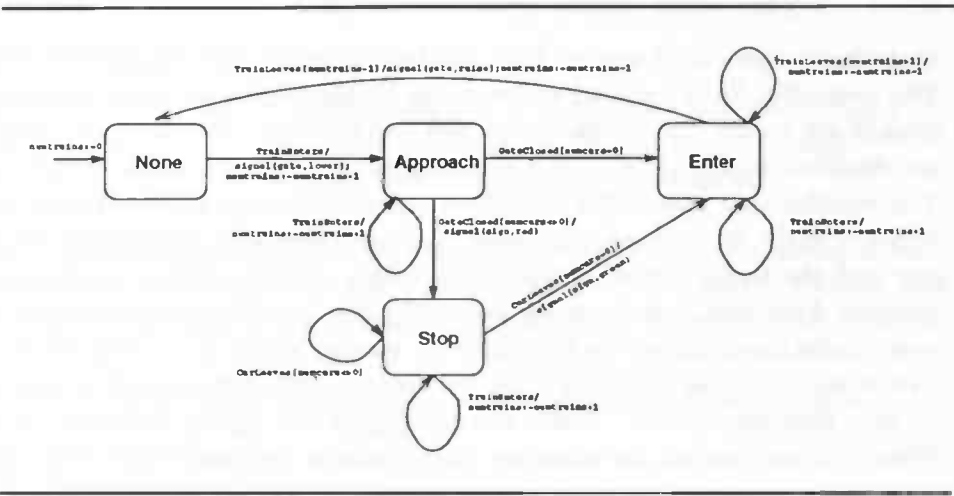 TrainLeaves[numtrains=1]/signal(gate,raise);numtrains:=numtrains-1
TrainLeaves[numtrains>1]/
numtrains:=numtrains-1
numtrains:=0
None
TrainEnters/
signal(gate,lower);
numtrains:=numtrains+1
Approach
GateClosed[numcars=0]
Enter
TrainEnters/
numtrains:=numtrains+1
GateClosed[numcars<>0]/
signal(sign,red)
TrainEnters/
numtrains:=numtrains+1
CarLeaves[numcars=0]/
signal(sign,green)
Stop
CarLeaves[numcars<>0]
TrainEnters/
numtrains:=numtrains+1